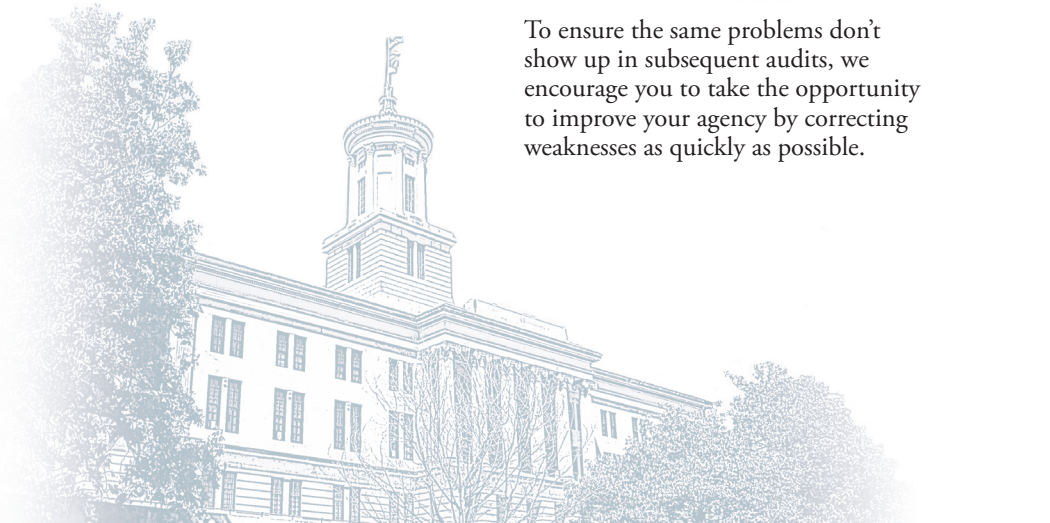 To ensure the same problems don’t
show up in subsequent audits, we
encourage you to take the opportunity
to improve your agency by correcting
weaknesses as quickly as possible.